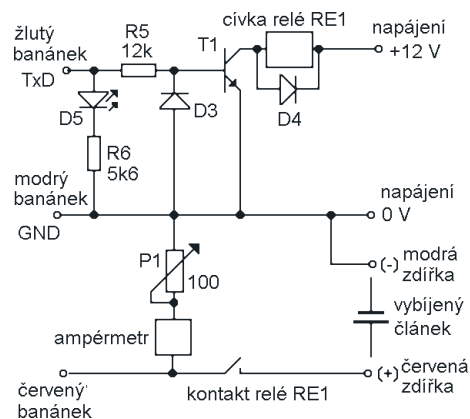 cívka relé RE1
napájení
+12 V
žlutý
banánek
TxD
R5
12k
T1
D5
D3
D4
R6
5k6
modrý
banánek
GND
napájení
0 V
P1
100
(-) modrá
zdířka
vybíjený
článek
ampérmetr
(+) červená
zdířka
červený
banánek
kontakt relé RE1